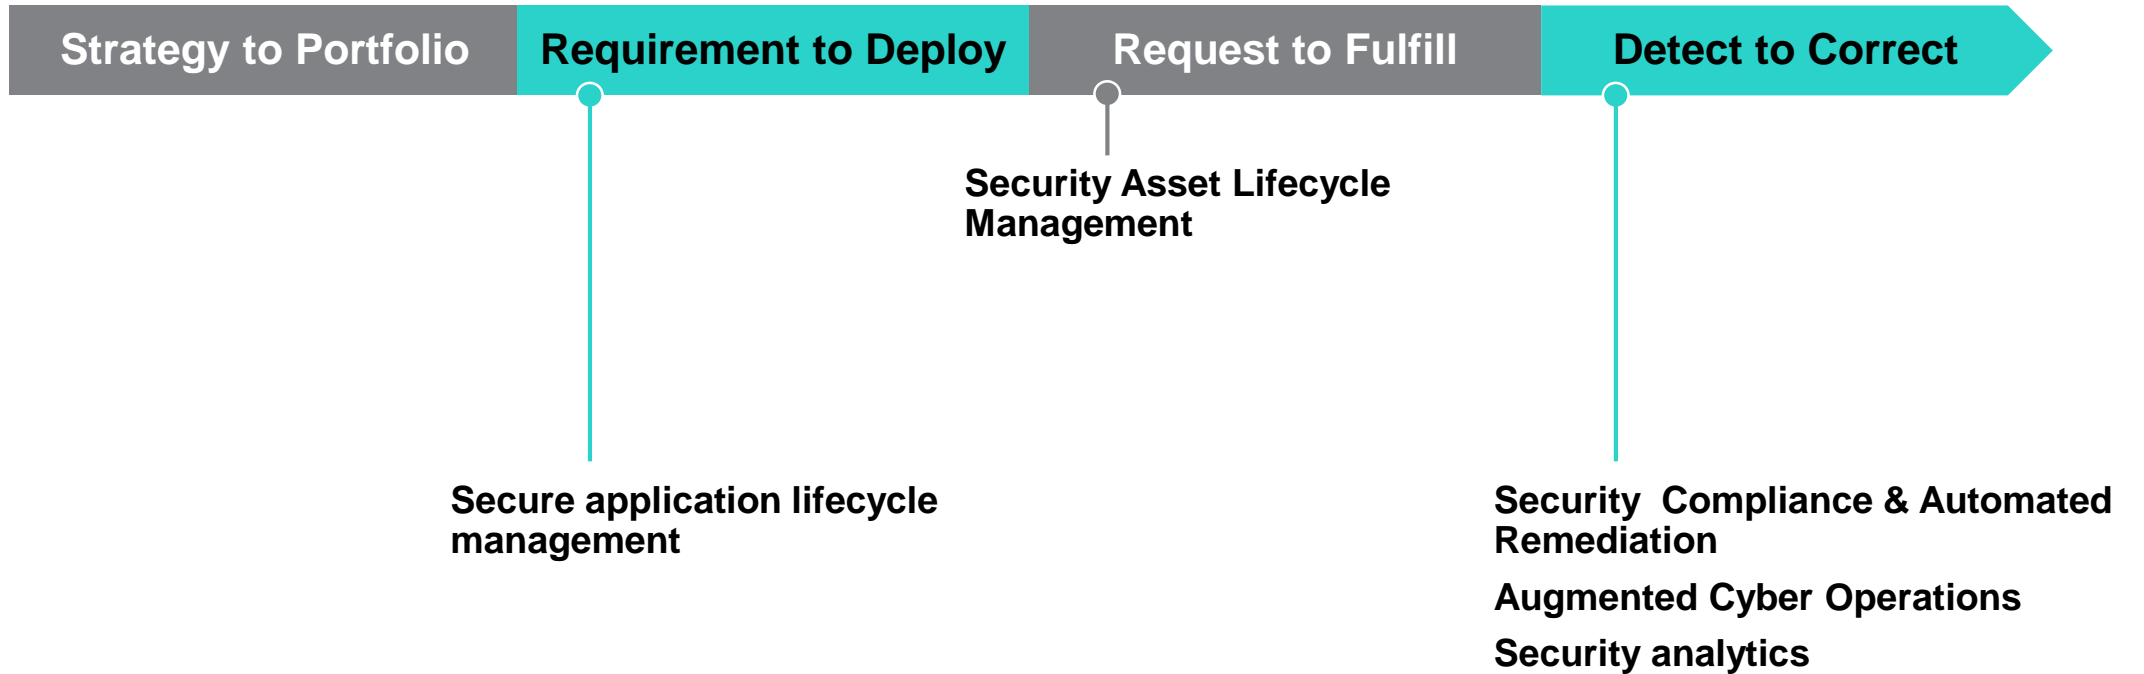 Strategy to Portfolio
Requirement to Deploy
Request to Fulfill
Detect to Correct
Security Asset Lifecycle
Management
Secure application lifecycle
management
Security  Compliance & Automated
Remediation
Augmented Cyber Operations
Security analytics